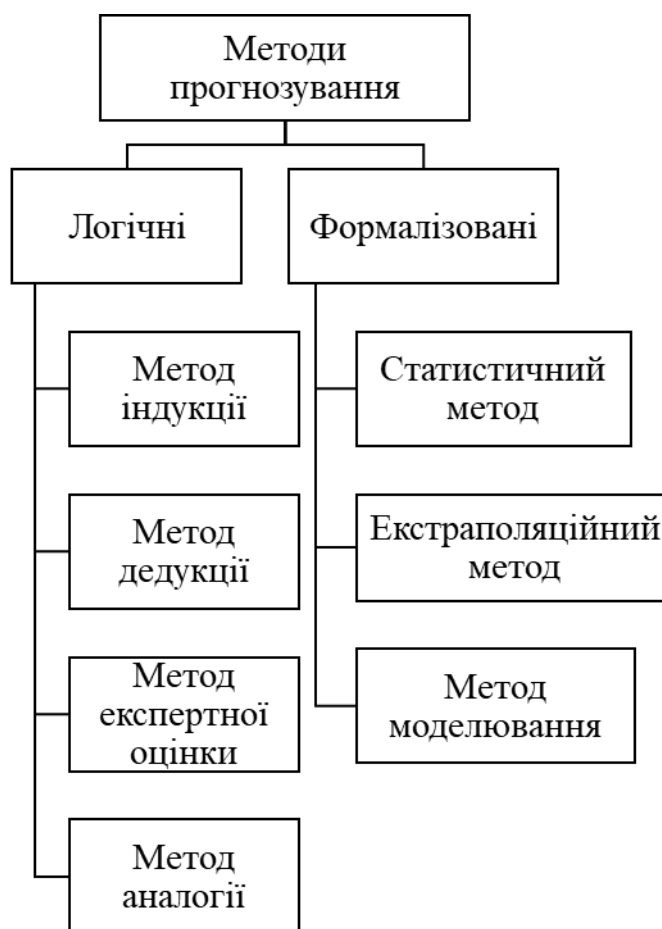 Методи
прогнозування
Логічні
Формалізовані
Метод
індукції
Метод
дедукції
Метод
експертної
оцінки
Метод
аналогії
Статистичний
метод
Екстраполяційний
метод
Метод
моделювання